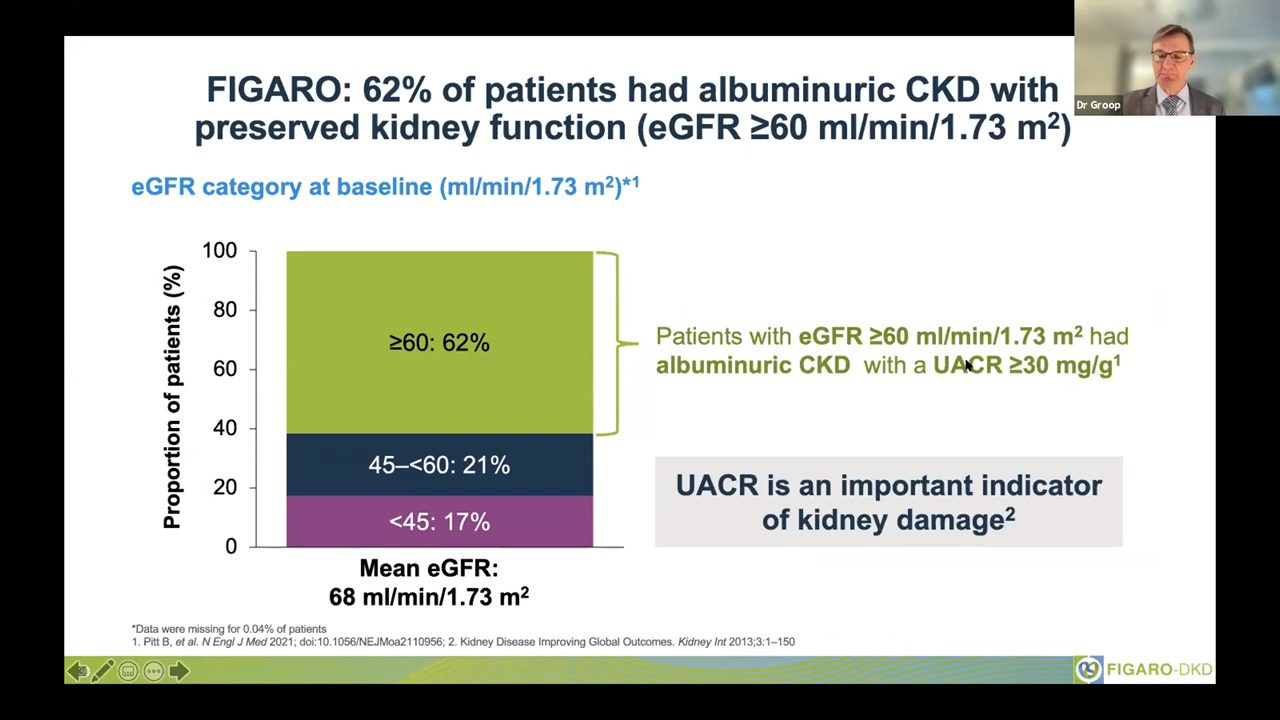 FIGARO: 62% of patients had albuminuric CKD with
preserved kidney function (eGFR ≥60 ml/min/1.73 m²)
Dr Groop
eGFR category at baseline (ml/min/1.73 m²)*¹
Proportion of patients (%)
100
80
60
40
20
0
≥60: 62%
45–<60: 21%
<45: 17%
Mean eGFR:
68 ml/min/1.73 m²
Patients with eGFR ≥60 ml/min/1.73 m² had
albuminuric CKD with a UACR ≥30 mg/g¹
UACR is an important indicator
of kidney damage²
*Data were missing for 0.04% of patients
1. Pitt B, et al. N Engl J Med 2021; doi:10.1056/NEJMoa2110956; 2. Kidney Disease Improving Global Outcomes. Kidney Int 2013;3:1–150
FIGARO-DKD